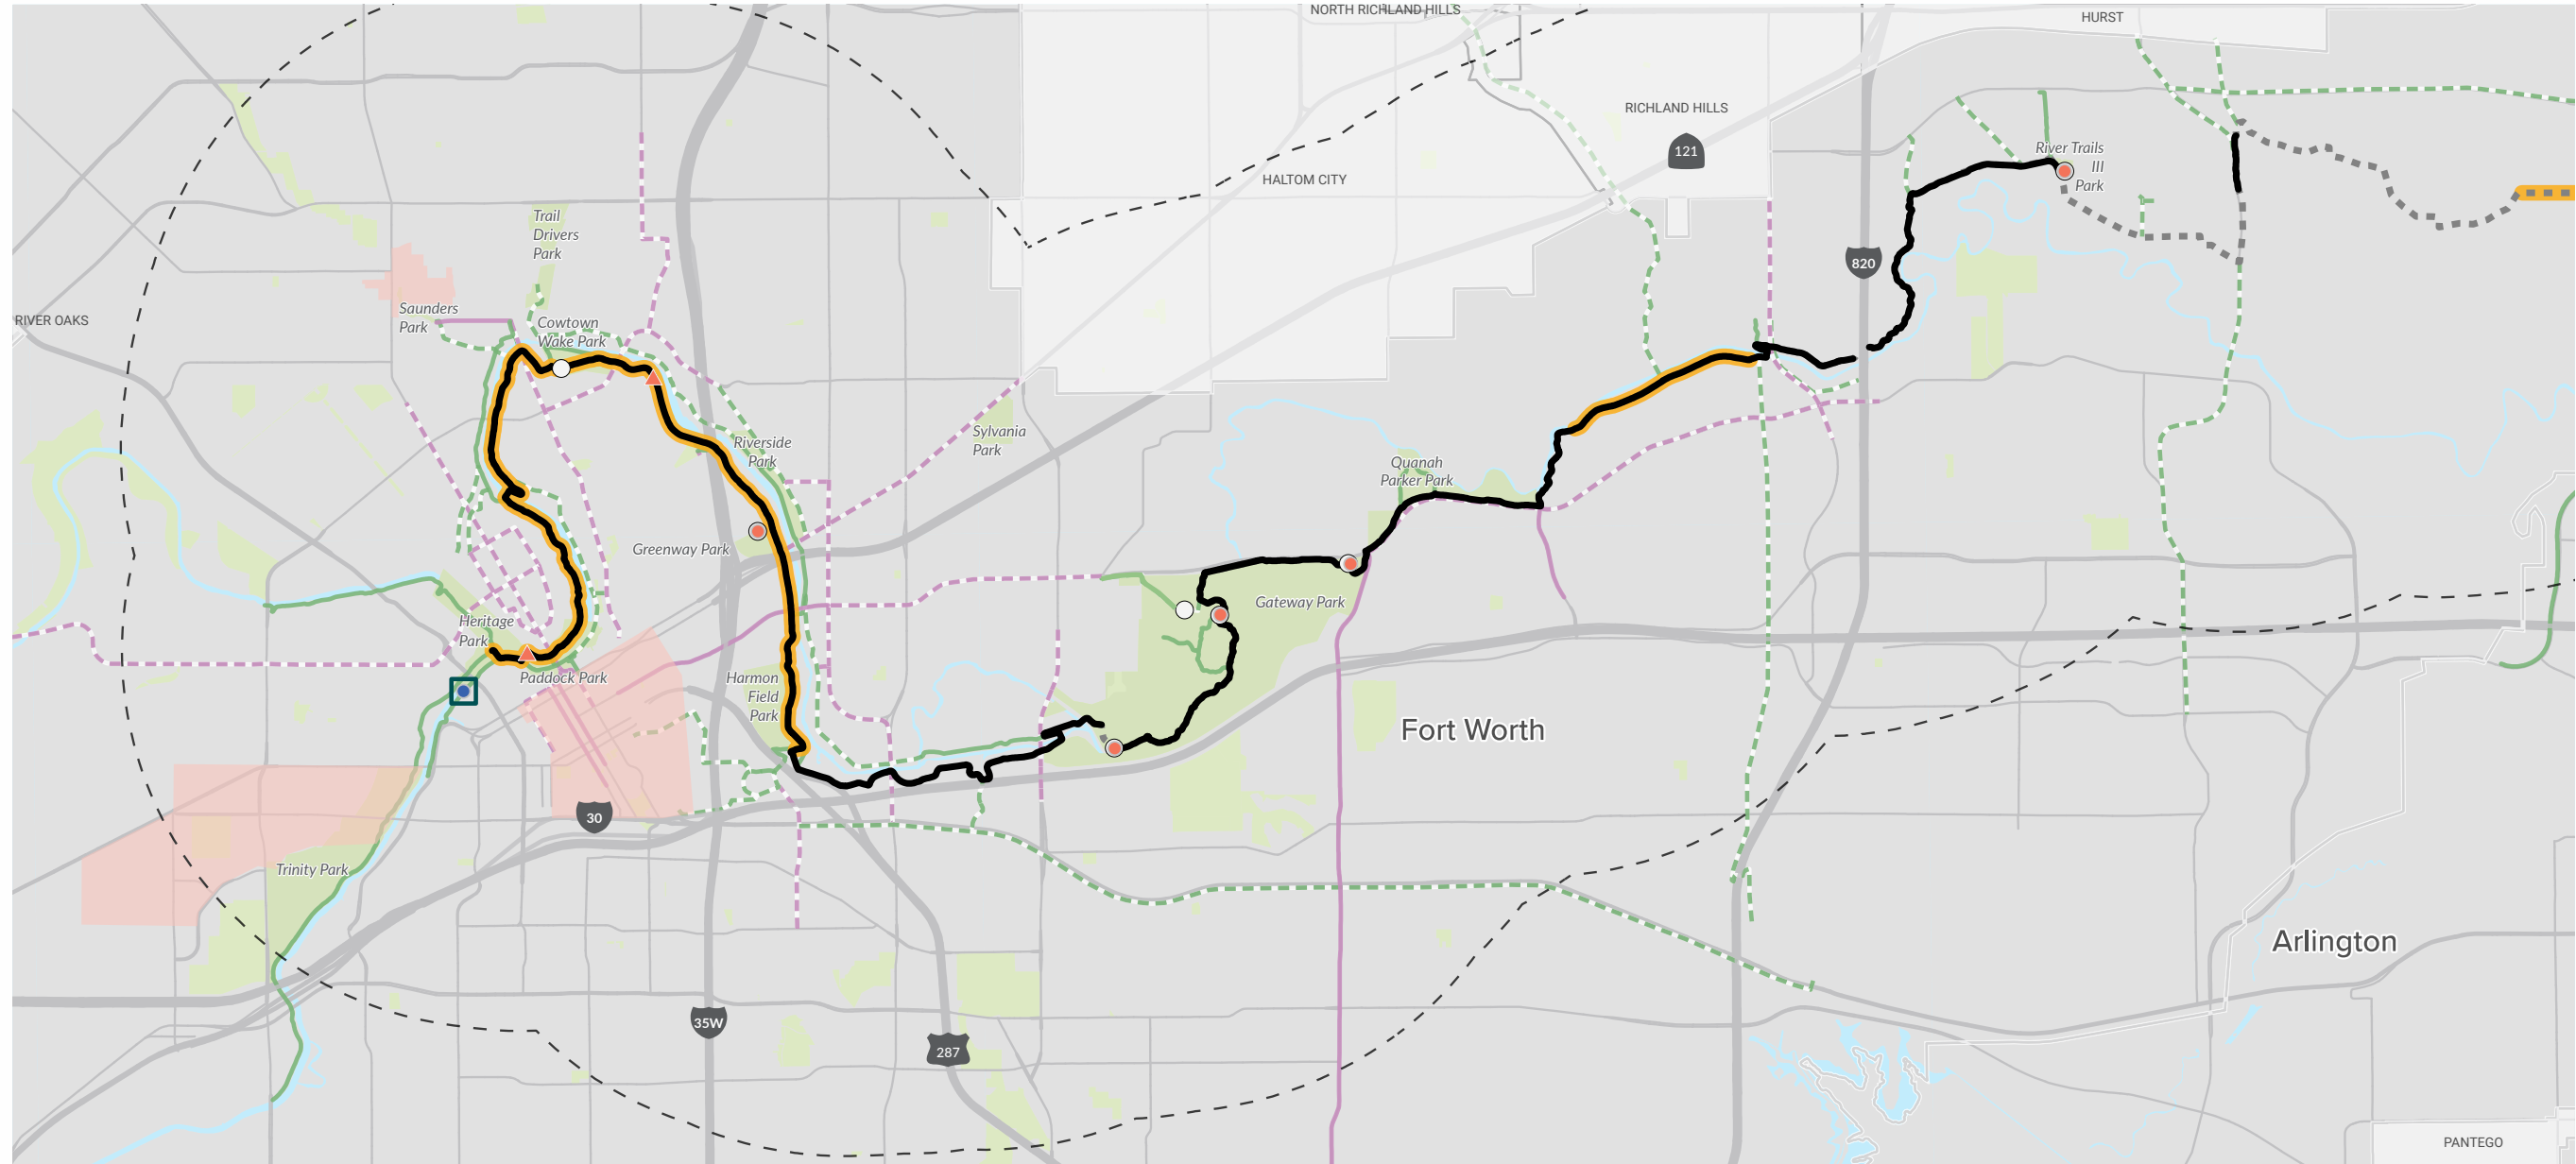 NORTH RICHLAND HILLS
HURST
RICHLAND HILLS
121
River Trails
III
Park
HALTOM CITY
Trail
Drivers
Park
820
Saunders
Park
RIVER OAKS
Cowtown
Wake Park
Riverside
Park
Sylvania
Park
Quanah
Parker Park
Greenway Park
Gateway Park
Heritage
Park
Paddock Park
Harmon
Field
Park
Fort Worth
30
Trinity Park
Arlington
35W
287
PANTEGO